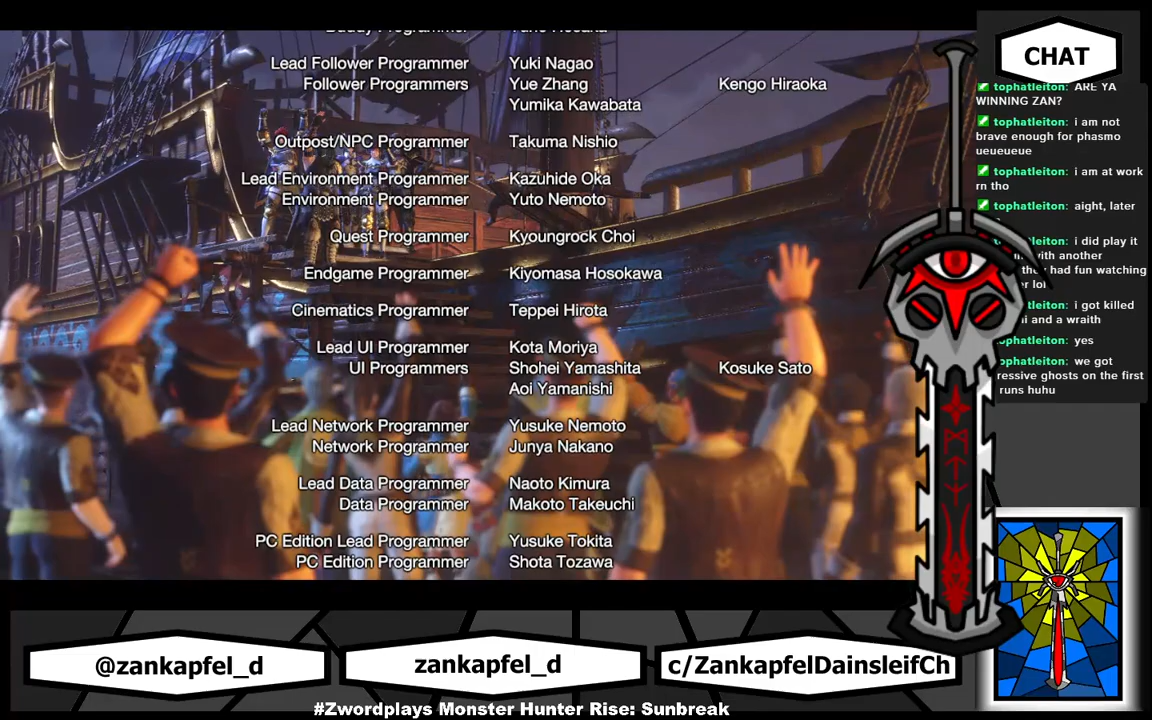 Lead Follower Programmer Yuki Nagao
Follower Programmers Yue Zhang Kengo Hiraoka
Yumika Kawabata
Outpost/NPC Programmer Takuma Nishio
Lead Environment Programmer Kazuhide Oka
Environment Programmer Yuto Nemoto
Quest Programmer Kyoungrock Choi
Endgame Programmer Kiyomasa Hosokawa
Cinematics Programmer Teppei Hirota
Lead UI Programmer Kota Moriya
UI Programmers Shohei Yamashita Kosuke Sato
Aoi Yamanishi
Lead Network Programmer Yusuke Nemoto
Network Programmer Junya Nakano
Lead Data Programmer Naoto Kimura
Data Programmer Makoto Takeuchi
PC Edition Lead Programmer Yusuke Tokita
PC Edition Programmer Shota Tozawa
CHAT
tophatleiton: ARE YA
WINNING ZAN?
tophatleiton: i am not
brave enough for phasmo
ueueueue
tophatleiton: i am at work
rn tho
tophatleiton: aight, later
i did play it
with another
had fun watching
i got killed
and a wraith
yes
we got
ghosts on the first
runs huhu
@zankapfel_d
zankapfel_d
c/ZankapfelDainsleifCh
#Zwordplays Monster Hunter Rise: Sunbreak